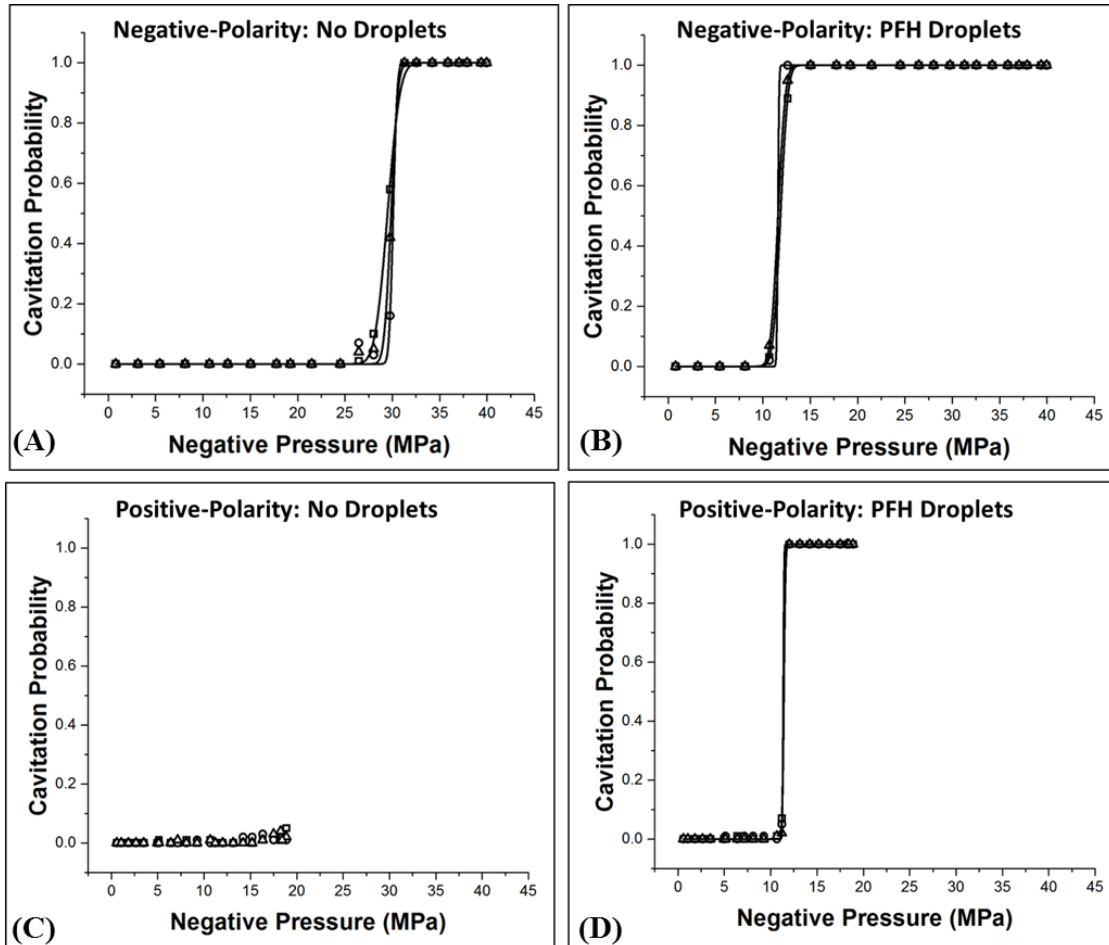 Negative-Polarity: No Droplets
1.0
0.8
0.6
0.4
0.2
0.0
Cavitation Probability
0 5 10 15 20 25 30 35 40 45
Negative Pressure (MPa)
(A)
Negative-Polarity: PFH Droplets
1.0
0.8
0.6
0.4
0.2
0.0
Cavitation Probability
0 5 10 15 20 25 30 35 40 45
Negative Pressure (MPa)
(B)
Positive-Polarity: No Droplets
1.0
0.8
0.6
0.4
0.2
0.0
Cavitation Probability
0 5 10 15 20 25 30 35 40 45
Negative Pressure (MPa)
(C)
Positive-Polarity: PFH Droplets
1.0
0.8
0.6
0.4
0.2
0.0
Cavitation Probability
0 5 10 15 20 25 30 35 40 45
Negative Pressure (MPa)
(D)